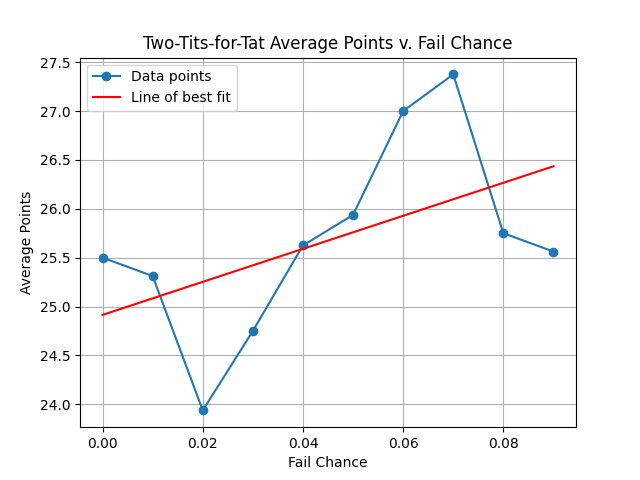 Two-Tits-for-Tat Average Points v. Fail Chance
Data points
Line of best fit
27.5
27.0
26.5
26.0
25.5
25.0
24.5
24.0
Average Points
0.00 0.02 0.04 0.06 0.08
Fail Chance